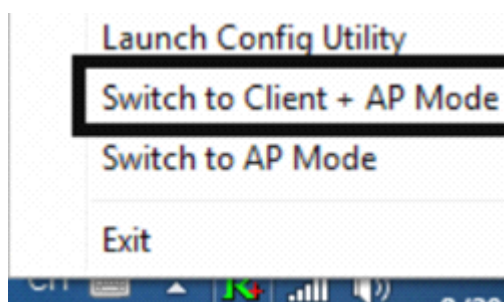 Launch Config Utility
Switch to Client + AP Mode
Switch to AP Mode
Exit